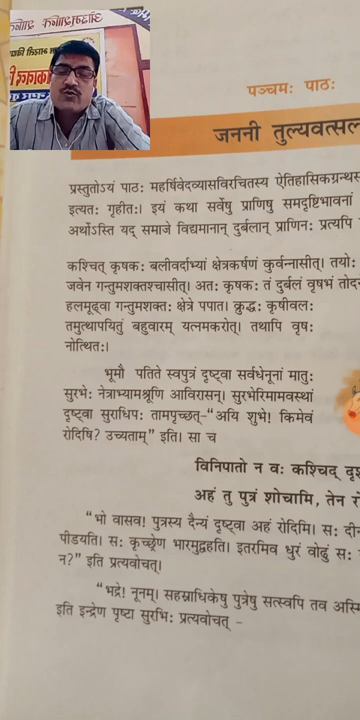 पञ्चमः पाठः
जननी तुल्यवत्सल
प्रस्तुतोऽयं पाठः महर्षिवेदव्यासविरचितस्य ऐतिहासिकग्रन्थस
इत्यतः गृहीतः। इयं कथा सर्वेषु प्राणिषु समदृष्टिभावनां
अर्थोऽस्ति यद् समाजे विद्यमानान् दुर्बलान् प्राणिनः प्रत्यपि
कश्चित् कृषकः बलीवर्दाभ्यां क्षेत्रकर्षणं कुर्वन्नासीत्। तयोः
जवेन गन्तुमशक्तश्चासीत्। अतः कृषकः तं दुर्बलं वृषभं तोदन
हलमूढ्वा गन्तुमशक्तः क्षेत्रे पपात। क्रुद्धः कृषीवलः
तमुत्थापयितुं बहुवारम् यत्नमकरोत्। तथापि वृषः
नोत्थितः।
भूमौ पतिते स्वपुत्रं दृष्ट्वा सर्वधेनूनां मातुः
सुरभेः नेत्राभ्यामश्रूणि आविरासन्। सुरभेरिमामवस्थां
दृष्ट्वा सुराधिपः तामपृच्छत्-“अयि शुभे! किमेवं
रोदिषि? उच्यताम्” इति। सा च
विनिपातो न वः कश्चिद् दृश
अहं तु पुत्रं शोचामि, तेन रो
“भो वासव! पुत्रस्य दैन्यं दृष्ट्वा अहं रोदिमि। सः दीन
पीडयति। सः कृच्छ्रेण भारमुद्वहति। इतरमिव धुरं वोढुं सः
न?” इति प्रत्यवोचत्।
“भद्रे! नूनम्। सहस्राधिकेषु पुत्रेषु सत्स्वपि तव अस्मि
इति इन्द्रेण पृष्टा सुरभिः प्रत्यवोचत् -